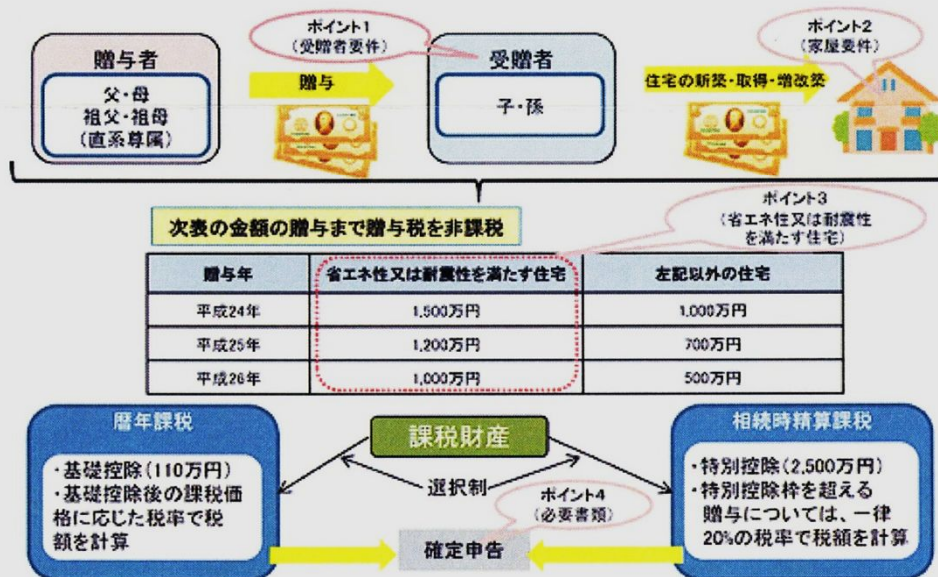 ポイント1
(受贈者要件)
ポイント2
(家屋要件)
贈与者
父・母
祖父・祖母
(直系尊属)
贈与
受贈者
子・孫
住宅の新築・取得・増改築
ポイント3
(省エネ性又は耐震性
を満たす住宅)
次表の金額の贈与まで贈与税を非課税
贈与年 省エネ性又は耐震性を満たす住宅 左記以外の住宅
平成24年 1,500万円 1,000万円
平成25年 1,200万円 700万円
平成26年 1,000万円 500万円
暦年課税
・基礎控除(110万円)
・基礎控除後の課税価
格に応じた税率で税
額を計算
課税財産
選択制
ポイント4
(必要書類)
確定申告
相続時精算課税
・特別控除(2,500万円)
・特別控除枠を超える
贈与については、一律
20%の税率で税額を計算